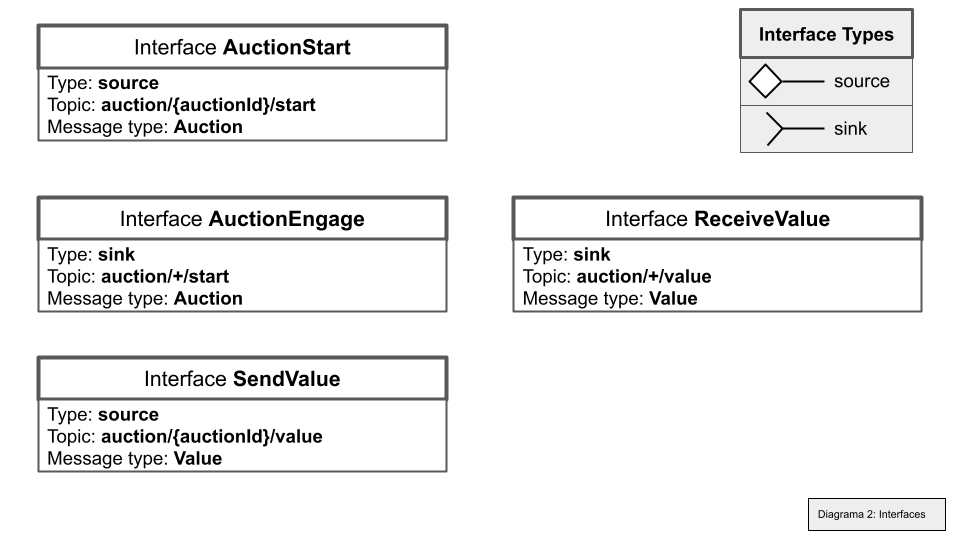 Interface AuctionStart
Type: source
Topic: auction/{auctionId}/start
Message type: Auction
Interface Types
source
sink
Interface AuctionEngage
Type: sink
Topic: auction/+/start
Message type: Auction
Interface ReceiveValue
Type: sink
Topic: auction/+/value
Message type: Value
Interface SendValue
Type: source
Topic: auction/{auctionId}/value
Message type: Value
Diagrama 2: Interfaces